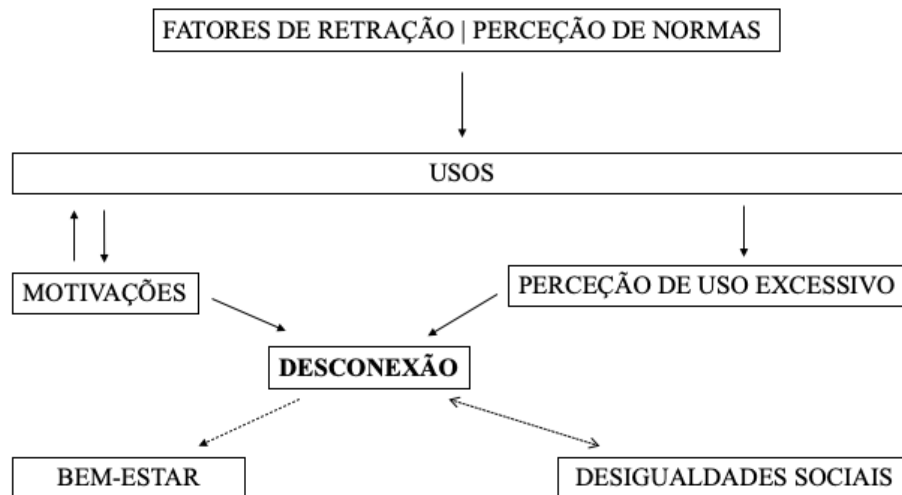 FATORES DE RETRAÇÃO | PERCEÇÃO DE NORMAS
USOS
MOTIVAÇÕES
PERCEÇÃO DE USO EXCESSIVO
DESCONEXÃO
BEM-ESTAR
DESIGUALDADES SOCIAIS